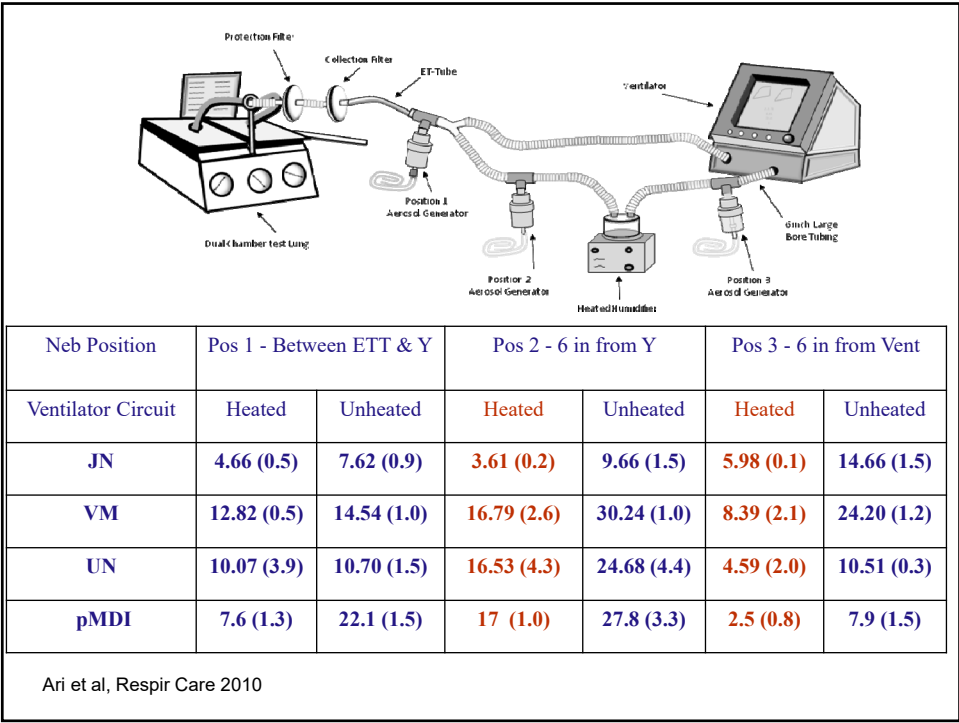 Protection Filter
Collection Filter
ET-Tube
Ventilator
Position 1
Aerosol Generator
Dual Chamber test Lung
Position 2
Aerosol Generator
Heated Humidifier
6 inch Large
Bore Tubing
Position 3
Aerosol Generator
Neb Position Pos 1 - Between ETT & Y Pos 2 - 6 in from Y Pos 3 - 6 in from Vent
Ventilator Circuit Heated Unheated Heated Unheated Heated Unheated
JN 4.66 (0.5) 7.62 (0.9) 3.61 (0.2) 9.66 (1.5) 5.98 (0.1) 14.66 (1.5)
VM 12.82 (0.5) 14.54 (1.0) 16.79 (2.6) 30.24 (1.0) 8.39 (2.1) 24.20 (1.2)
UN 10.07 (3.9) 10.70 (1.5) 16.53 (4.3) 24.68 (4.4) 4.59 (2.0) 10.51 (0.3)
pMDI 7.6 (1.3) 22.1 (1.5) 17 (1.0) 27.8 (3.3) 2.5 (0.8) 7.9 (1.5)
Ari et al, Respir Care 2010